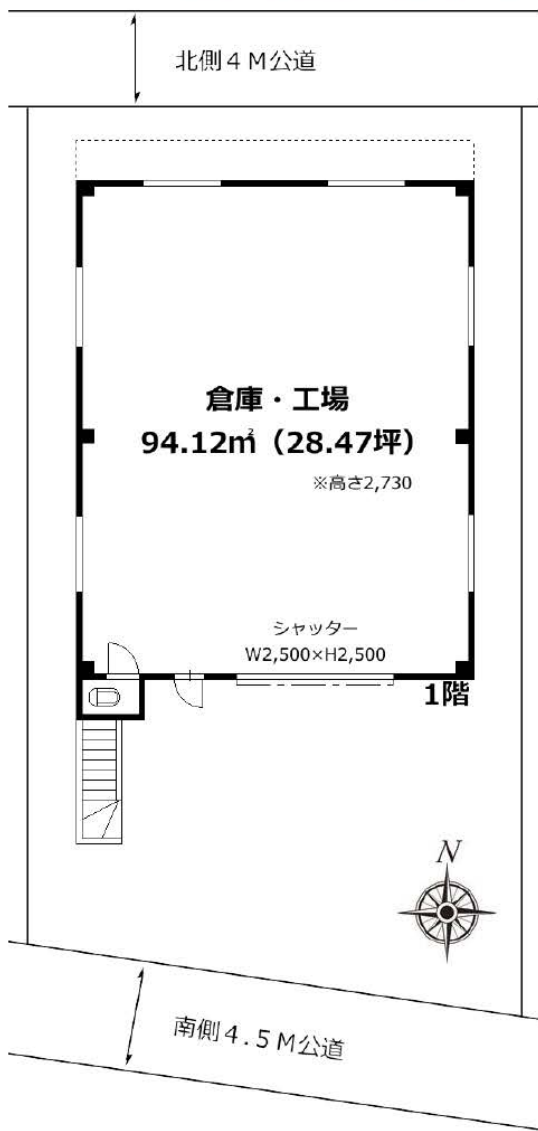 北側4M公道
倉庫・工場
94.12㎡（28.47坪）
※高さ2,730
シャッター
W2,500×H2,500
1階
N
南側4.5M公道